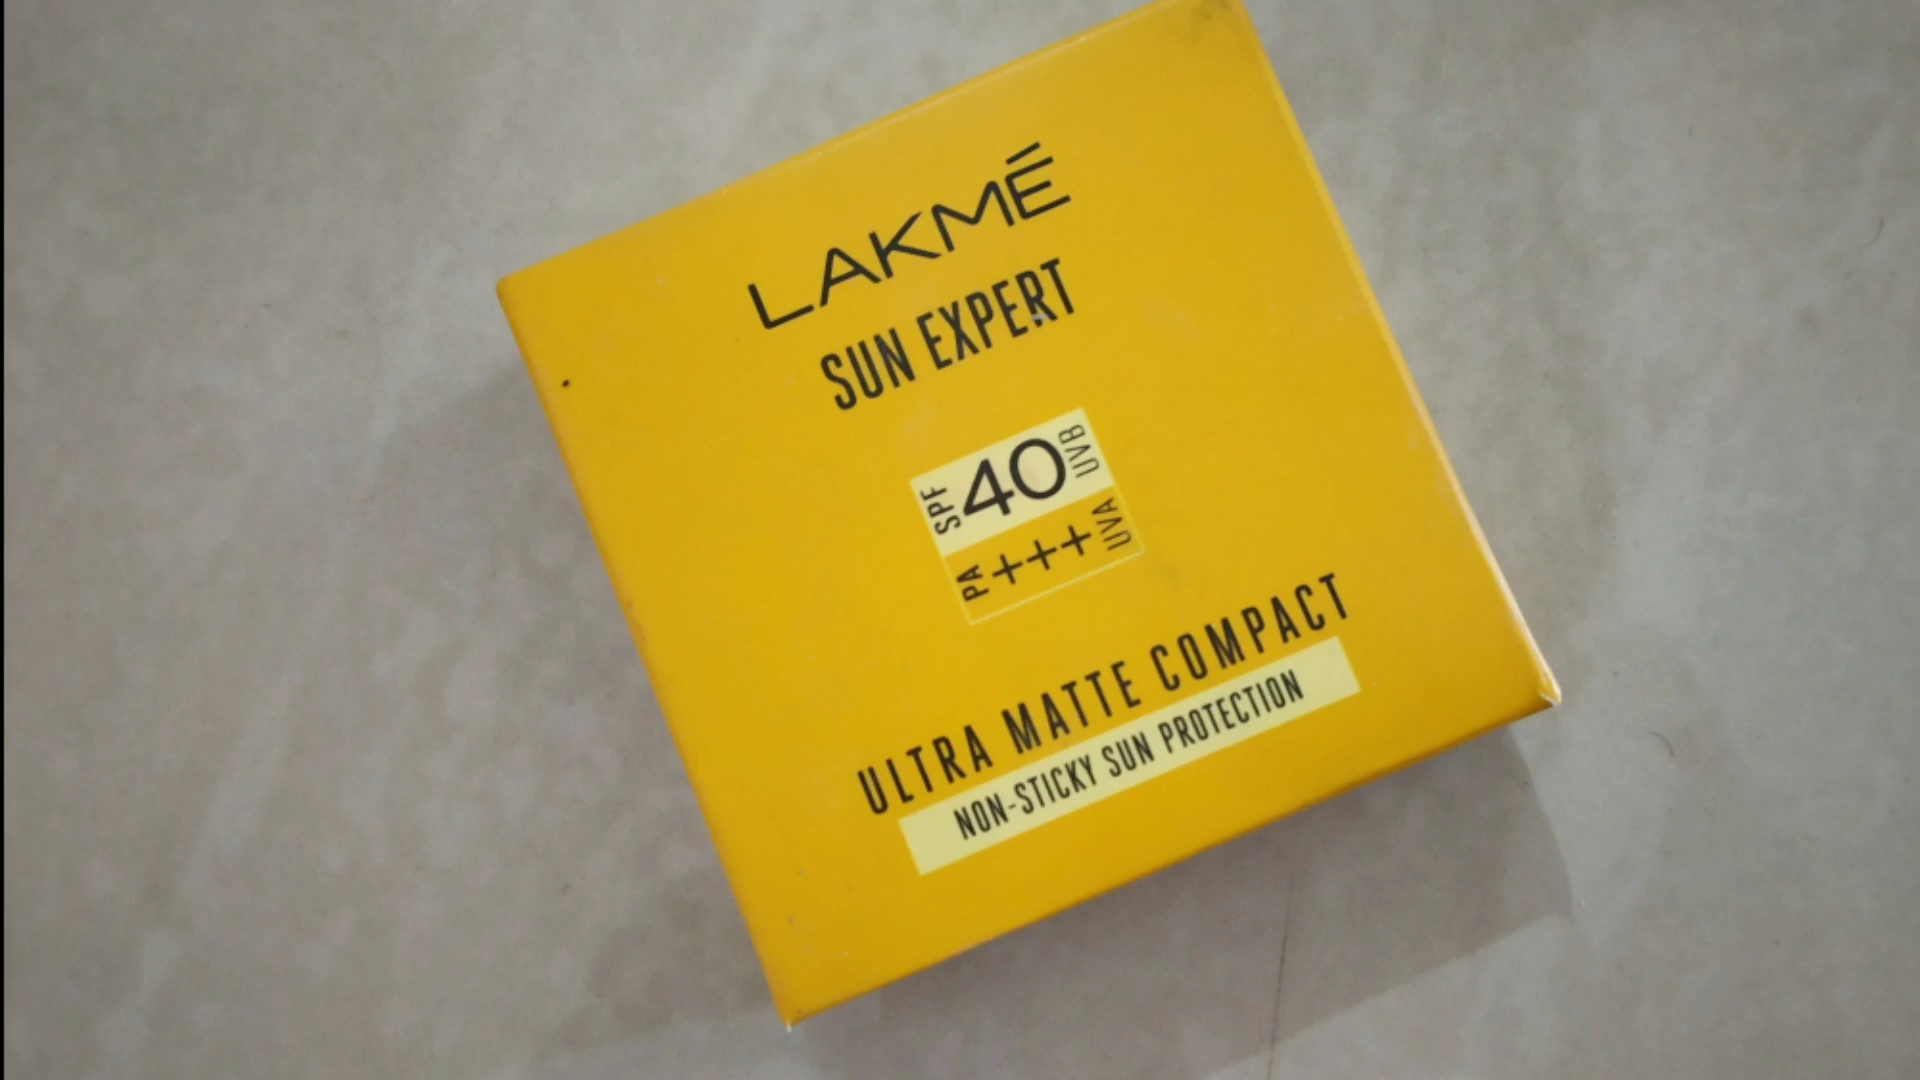 LAKMÉ
SUN EXPERT
SPF 40 UVB
PA +++ UVA
ULTRA MATTE COMPACT
NON-STICKY SUN PROTECTION